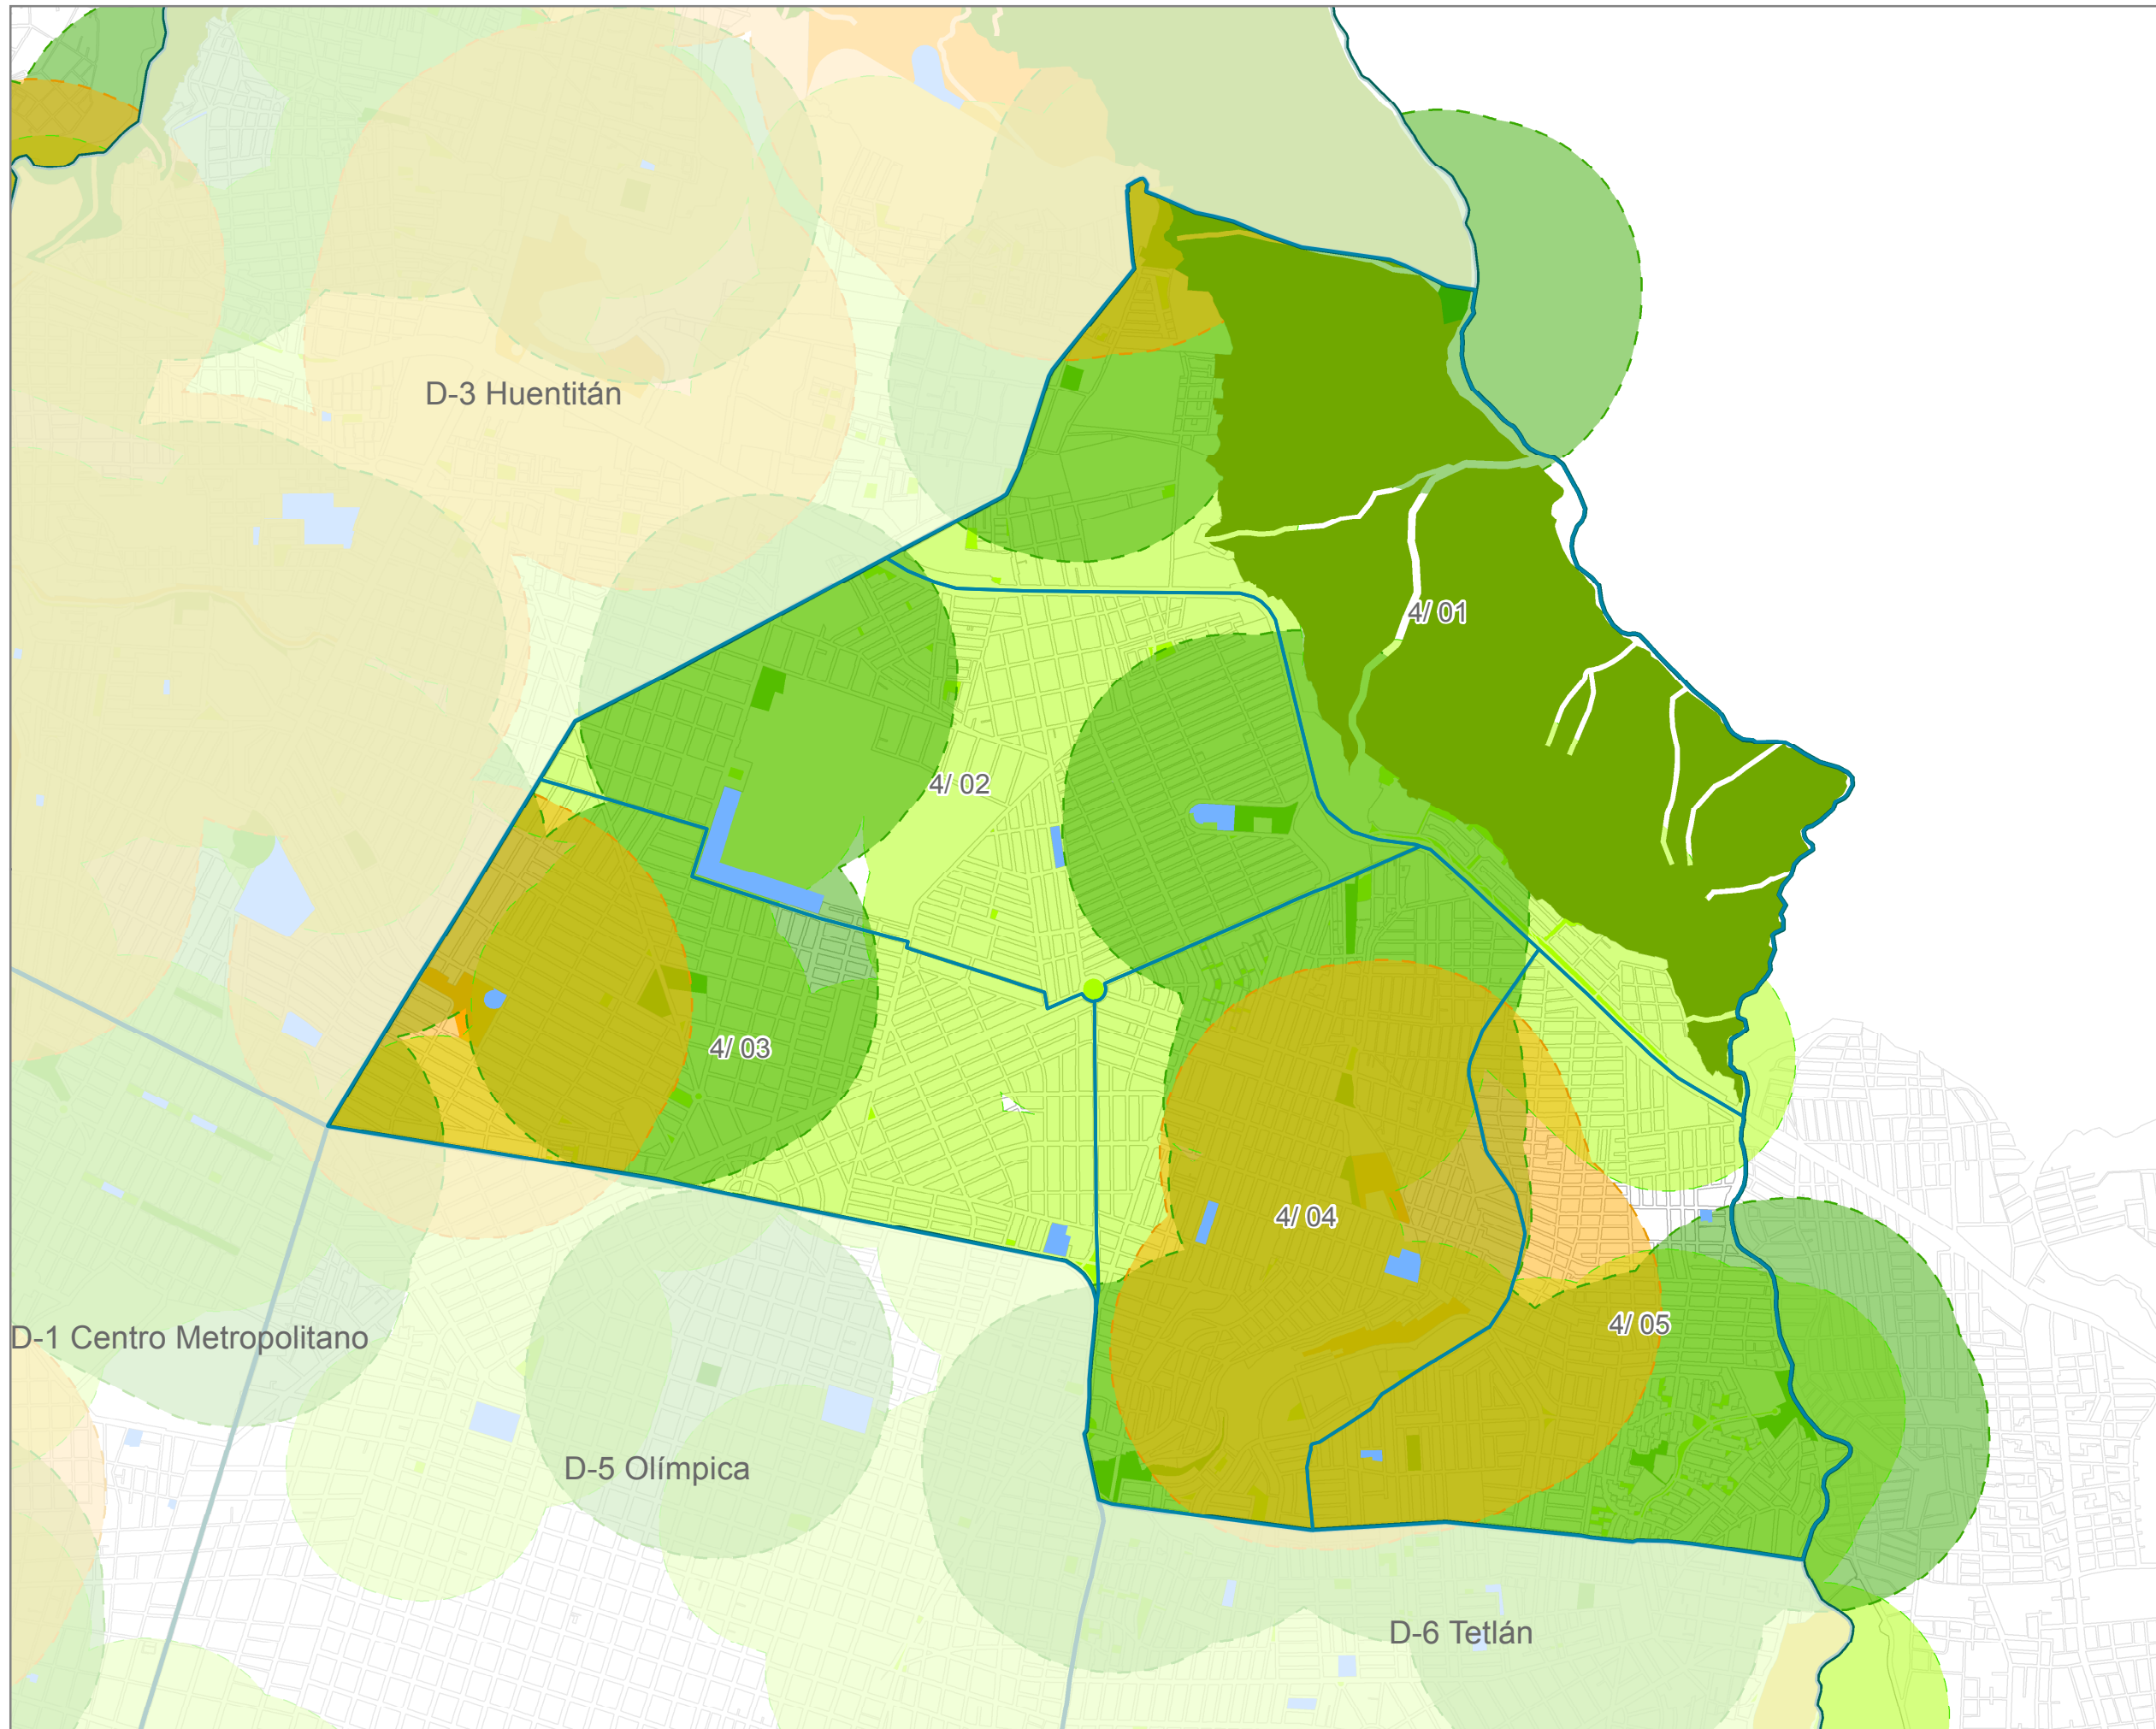 D-3 Huentitán
4/ 01
4/ 02
4/ 03
4/ 04
4/ 05
D-1 Centro Metropolitano
D-5 Olímpica
D-6 Tetlán